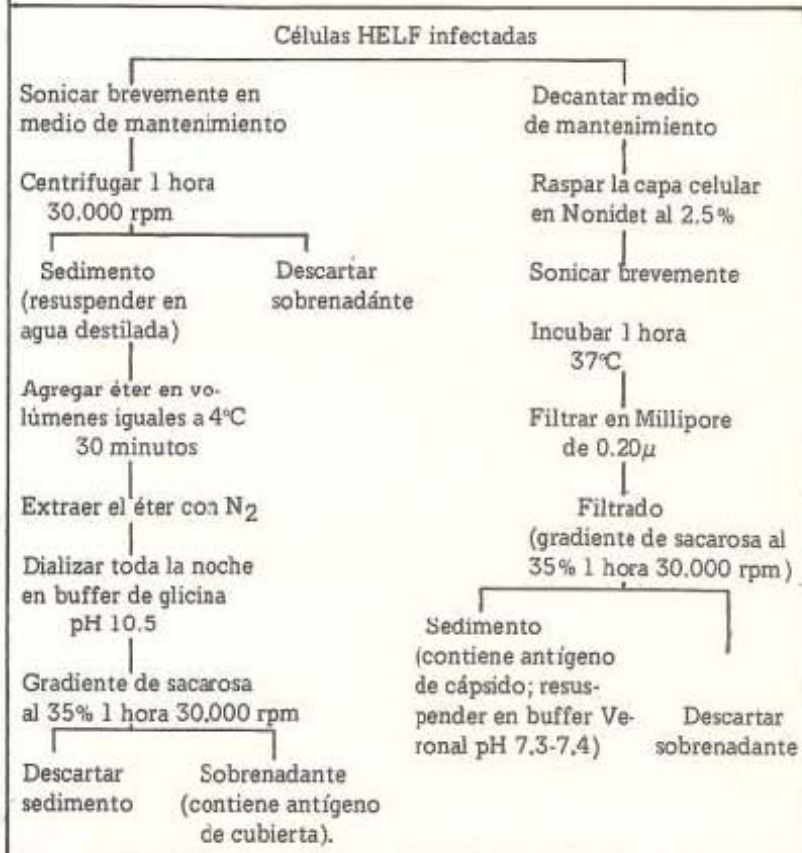 Células HELF infectadas
Sonicar brevemente en
medio de mantenimiento
Centrifugar 1 hora
30.000 rpm
Sedimento
(resuspender en
agua destilada)
Descartar
sobrenadánte
Agregar éter en vo-
lúmenes iguales a 4°C
30 minutos
Extraer el éter con N2
Dializar toda la noche
en buffer de glicina
pH 10.5
Gradiente de sacarosa
al 35% 1 hora 30.000 rpm
Descartar
sedimento
Sobrenadante
(contiene antígeno
de cubierta).
Decantar medio
de mantenimiento
Raspar la capa celular
en Nonidet al 2.5%
Sonicar brevemente
Incubar 1 hora
37°C
Filtrar en Millipore
de 0.20μ
Filtrado
(gradiente de sacarosa al
35% 1 hora 30.000 rpm)
Sedimento
(contiene antígeno
de cápsido; resus-
pender en buffer Ve-
ronal pH 7.3-7.4)
Descartar
sobrenadante